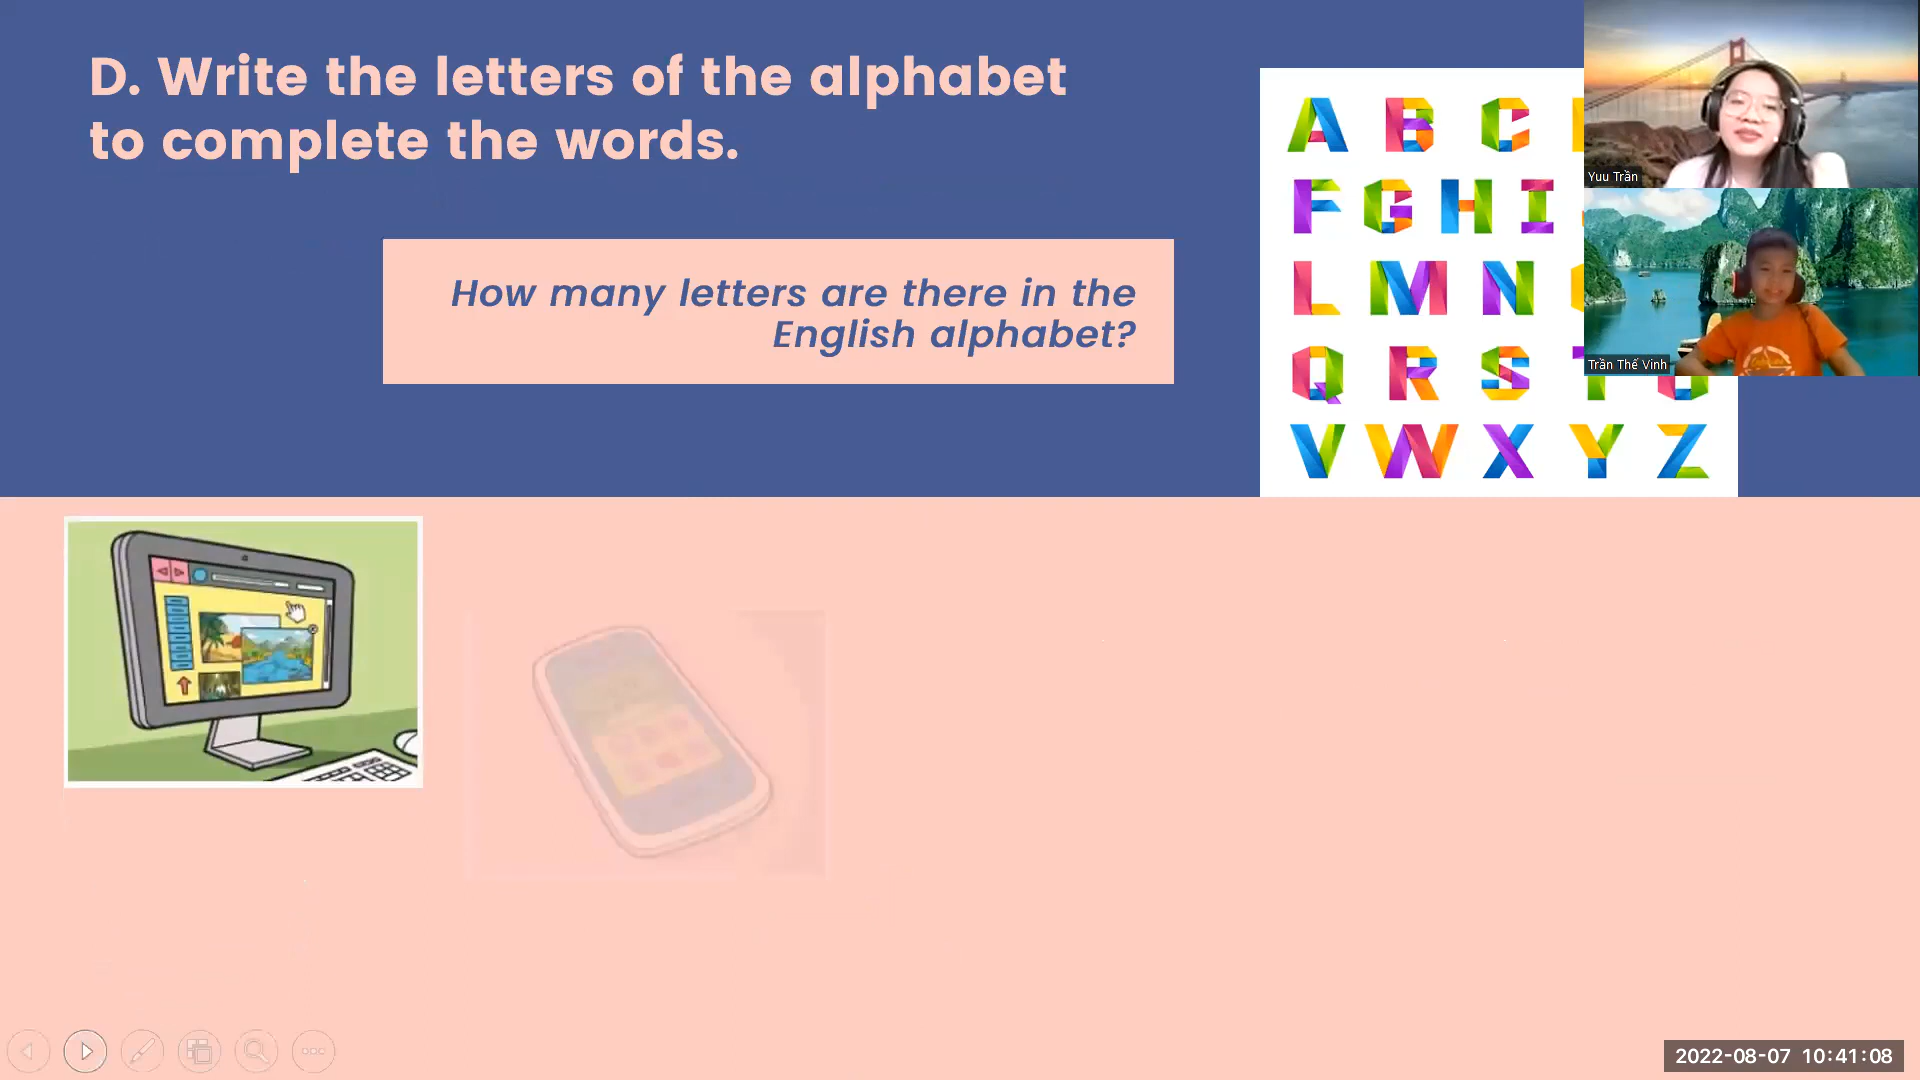 D. Write the letters of the alphabet
to complete the words.
How many letters are there in the
English alphabet?
A B C
F G H I
L M N
Q R S T U
V W X Y Z
Yuu Trần
Trần Thế Vinh
2022-08-07 10:41:08